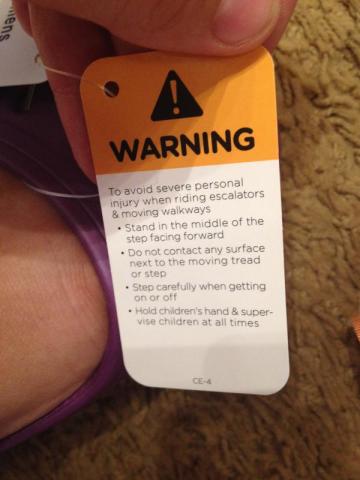 mens
WARNING
To avoid severe personal
injury when riding escalators
& moving walkways
• Stand in the middle of the
step facing forward
• Do not contact any surface
next to the moving tread
or step
• Step carefully when getting
on or off
• Hold children's hand & super-
vise children at all times
CE-4